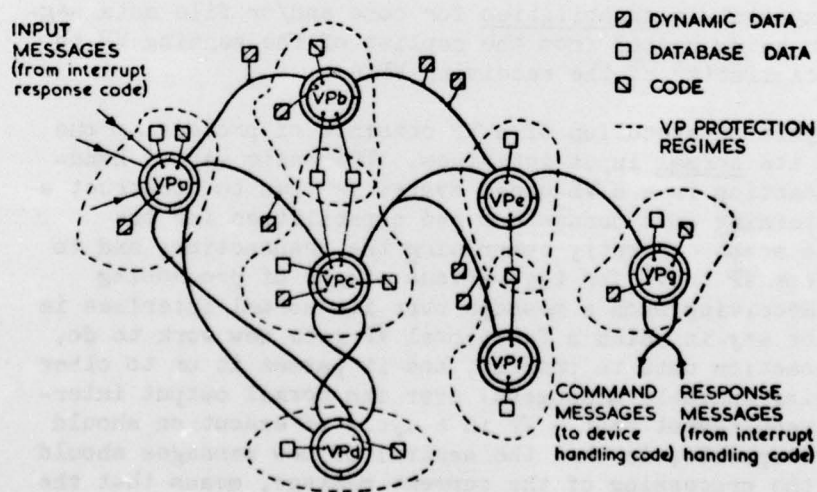 INPUT
MESSAGES
(from interrupt
response code)
DYNAMIC DATA
DATABASE DATA
CODE
VP PROTECTION
REGIMES
VPa
VPb
VPc
VPd
VPe
VPf
VPg
COMMAND
MESSAGES
(to device
handling code)
RESPONSE
MESSAGES
(from interrupt
handling code)